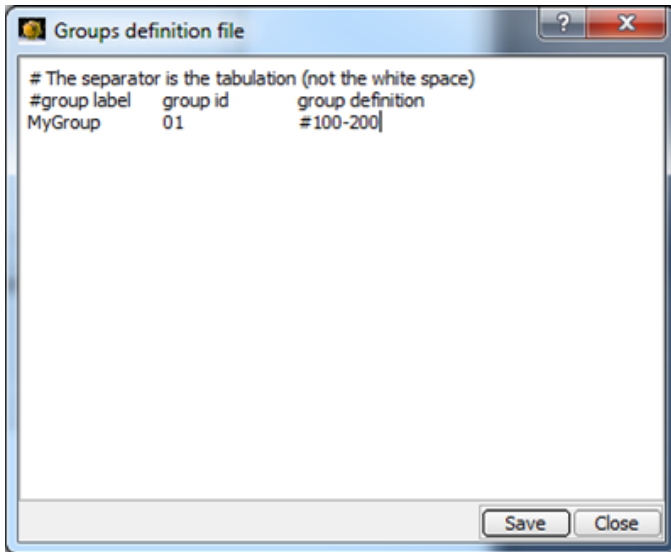 Groups definition file
?
X
# The separator is the tabulation (not the white space)
#group label group id group definition
MyGroup 01 #100-200
Save Close